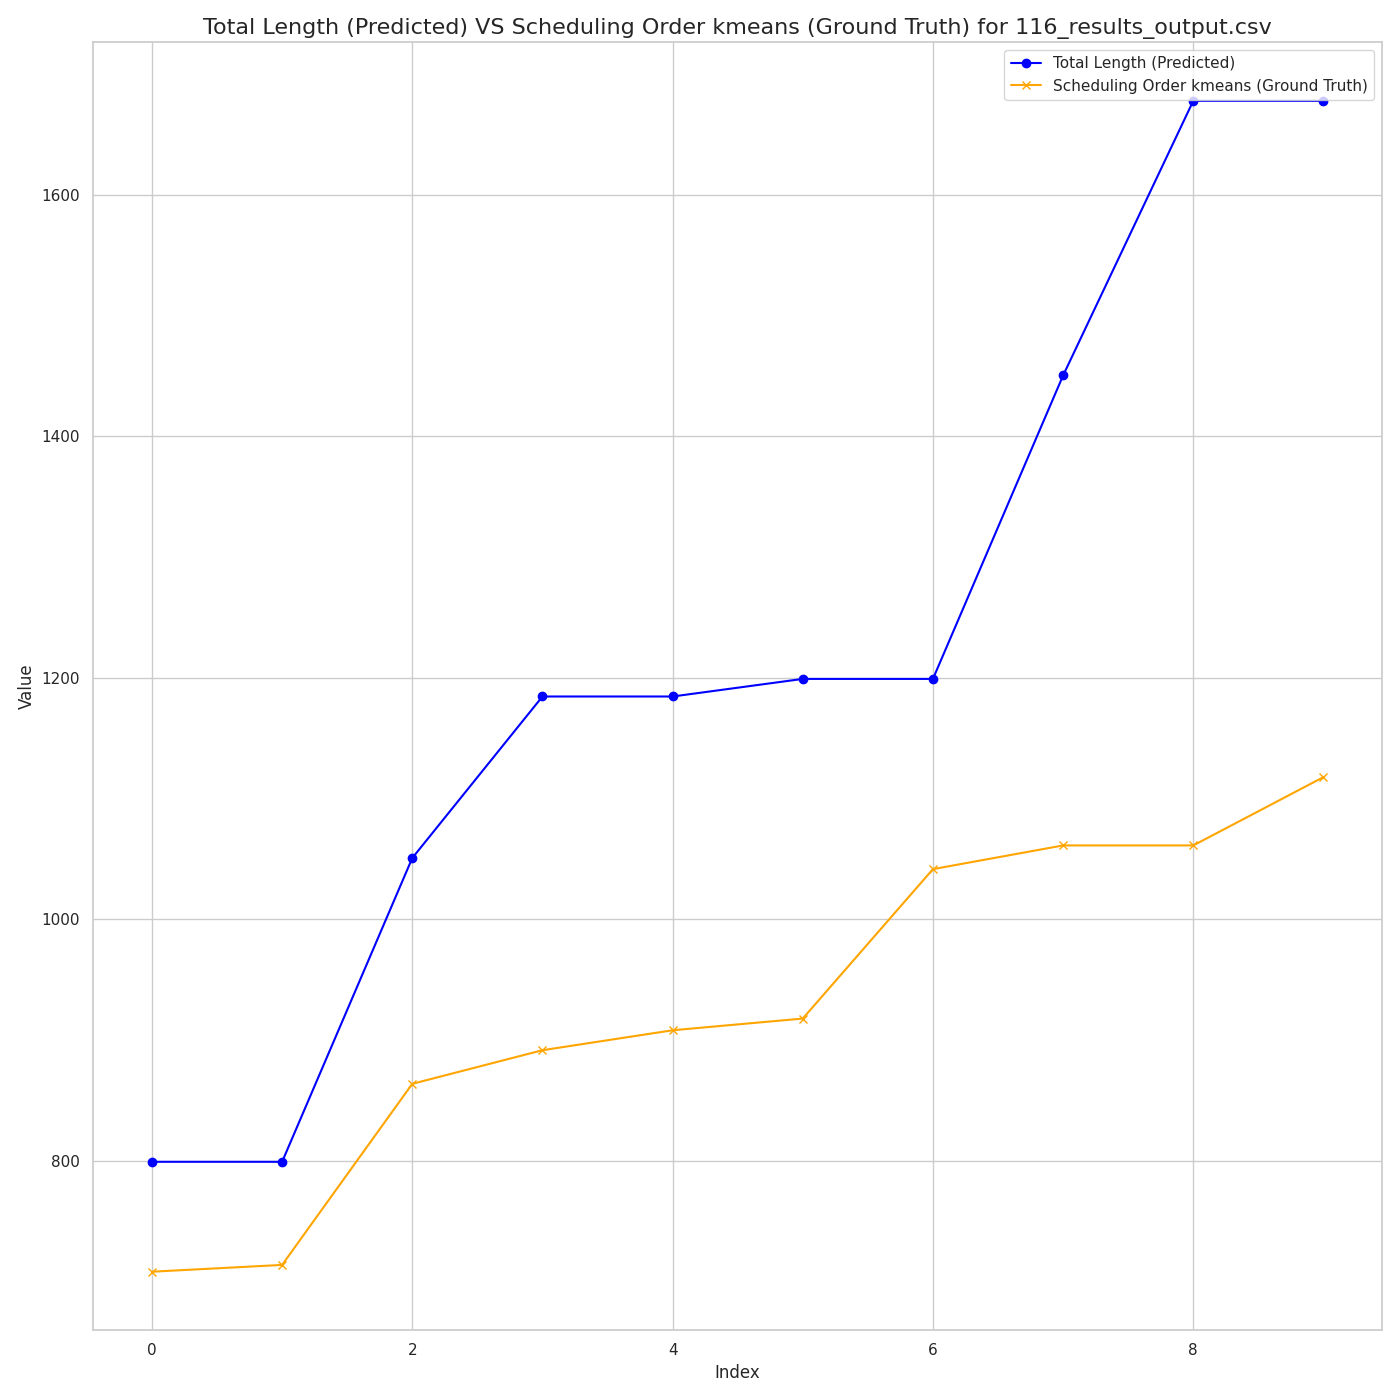 Total Length (Predicted) VS Scheduling Order kmeans (Ground Truth) for 116_results_output.csv
Total Length (Predicted)
Scheduling Order kmeans (Ground Truth)
1600
1400
1200
1000
800
Value
0 2 4 6 8
Index